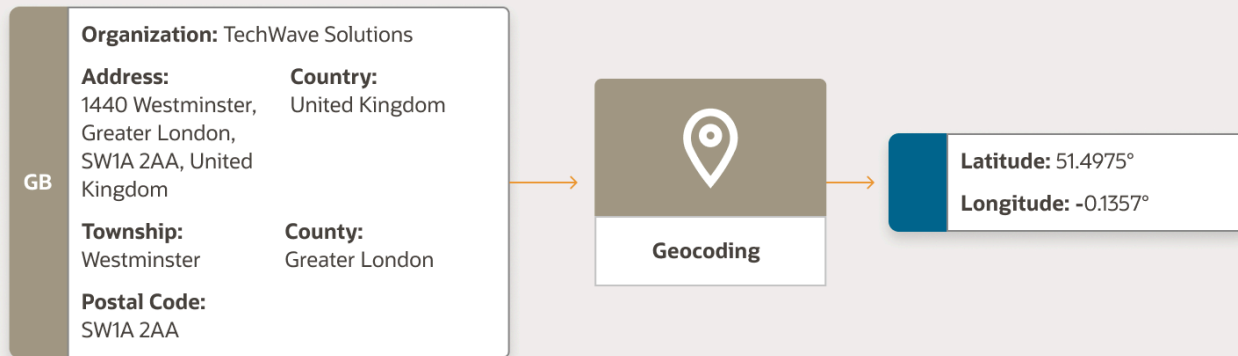 Organization: TechWave Solutions
Address:
1440 Westminster,
Greater London,
SW1A 2AA, United
Kingdom
Country:
United Kingdom
GB
Township:
Westminster
County:
Greater London
Postal Code:
SW1A 2AA
Geocoding
Latitude: 51.4975°
Longitude: -0.1357°